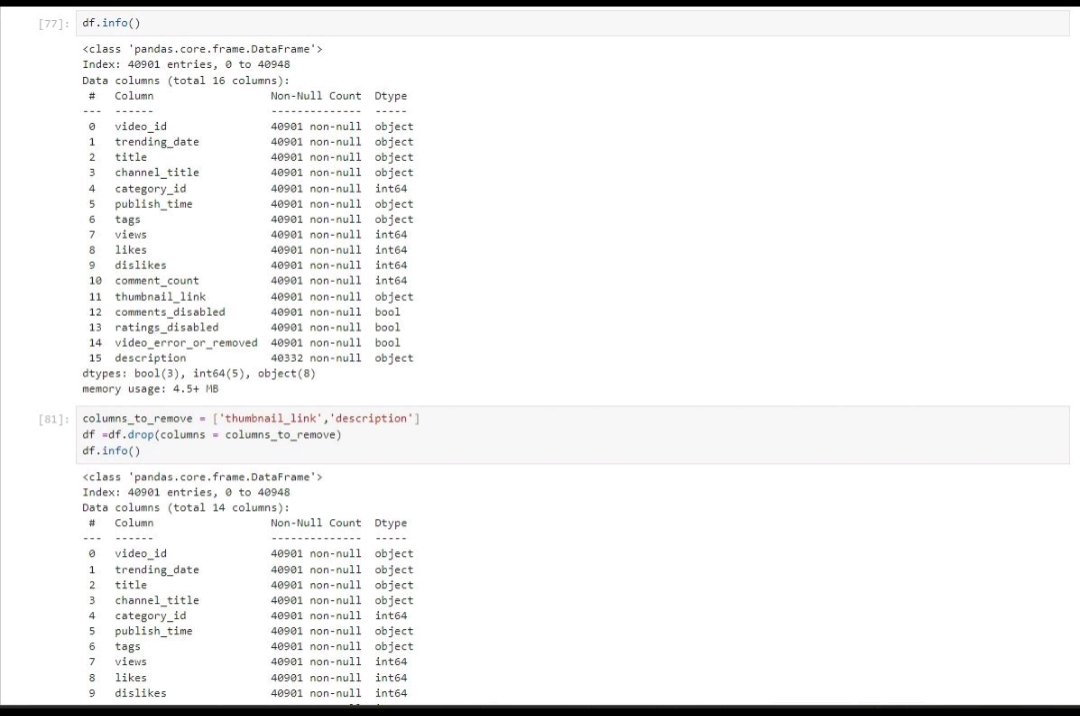 [77]: df.info()
<class 'pandas.core.frame.DataFrame'>
Index: 40901 entries, 0 to 40948
Data columns (total 16 columns):
# Column Non-Null Count Dtype
--- ------ -------------- -----
0 video_id 40901 non-null object
1 trending_date 40901 non-null object
2 title 40901 non-null object
3 channel_title 40901 non-null object
4 category_id 40901 non-null int64
5 publish_time 40901 non-null object
6 tags 40901 non-null object
7 views 40901 non-null int64
8 likes 40901 non-null int64
9 dislikes 40901 non-null int64
10 comment_count 40901 non-null int64
11 thumbnail_link 40901 non-null object
12 comments_disabled 40901 non-null bool
13 ratings_disabled 40901 non-null bool
14 video_error_or_removed 40901 non-null bool
15 description 40332 non-null object
dtypes: bool(3), int64(5), object(8)
memory usage: 4.5+ MB
[81]: columns_to_remove = ['thumbnail_link','description']
df =df.drop(columns = columns_to_remove)
df.info()
<class 'pandas.core.frame.DataFrame'>
Index: 40901 entries, 0 to 40948
Data columns (total 14 columns):
# Column Non-Null Count Dtype
--- ------ -------------- -----
0 video_id 40901 non-null object
1 trending_date 40901 non-null object
2 title 40901 non-null object
3 channel_title 40901 non-null object
4 category_id 40901 non-null int64
5 publish_time 40901 non-null object
6 tags 40901 non-null object
7 views 40901 non-null int64
8 likes 40901 non-null int64
9 dislikes 40901 non-null int64